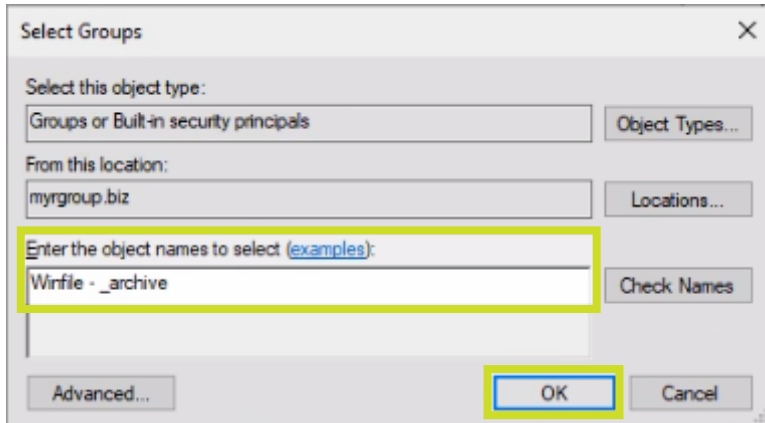 Select Groups
Select this object type:
Groups or Built-in security principals
Object Types...
From this location:
myrgroup.biz
Locations...
Enter the object names to select (examples):
Winfile - _archive
Check Names
Advanced...
OK
Cancel